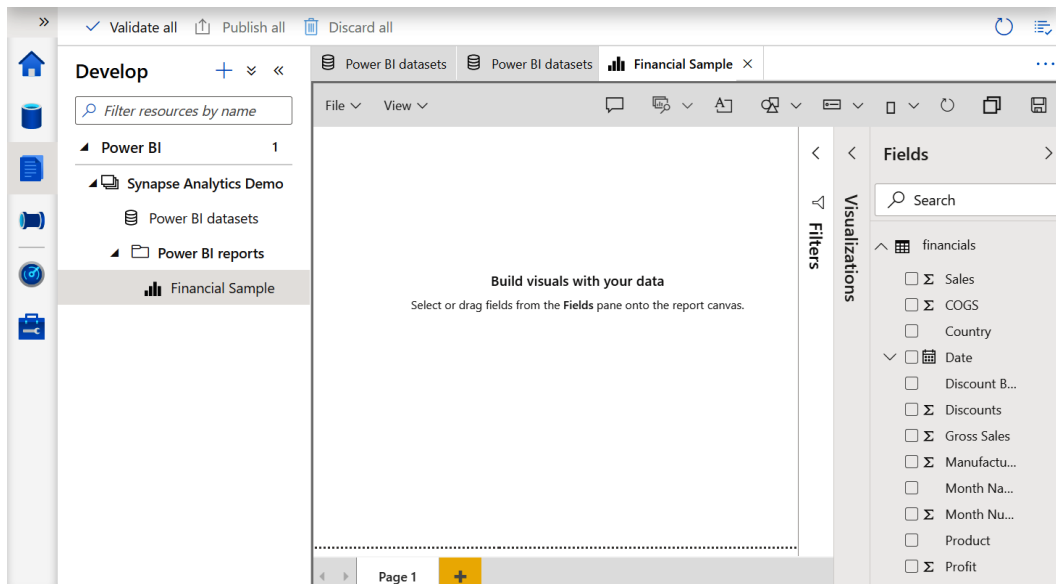 Validate all Publish all Discard all
Develop
Filter resources by name
Power BI 1
Synapse Analytics Demo
Power BI datasets
Power BI reports
Financial Sample
Power BI datasets Power BI datasets Financial Sample
File View
Build visuals with your data
Select or drag fields from the Fields pane onto the report canvas.
Page 1
Filters
Visualizations
Fields
Search
financials
Sales
COGS
Country
Date
Discount B...
Discounts
Gross Sales
Manufactu...
Month Na...
Month Nu...
Product
Profit